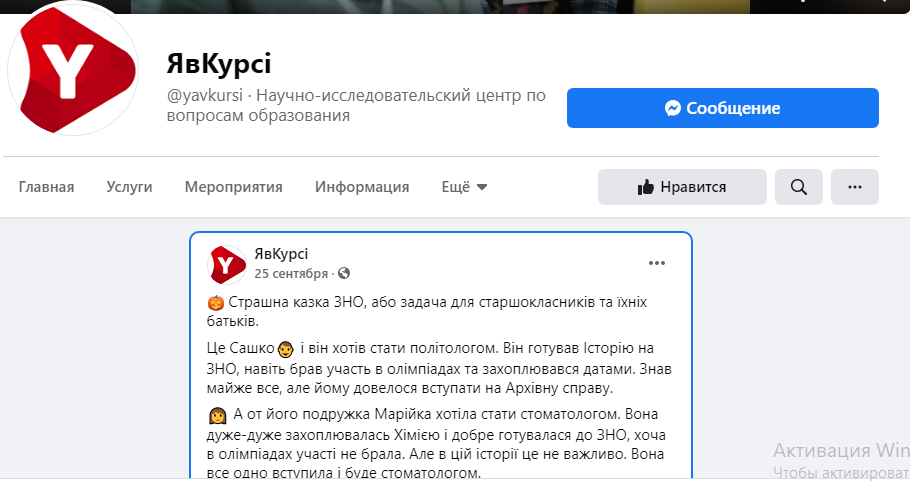 Y
ЯвКурсі
@yavkursi · Научно-исследовательский центр по
вопросам образования
Сообщение
Главная
Услуги
Мероприятия
Информация
Ещё
Нравится
Y
ЯвКурсі
25 сентября ·
Страшна казка ЗНО, або задача для старшокласників та їхніх
батьків.
Це Сашко і він хотів стати політологом. Він готував Історію на
ЗНО, навіть брав участь в олімпіадах та захоплювався датами. Знав
майже все, але йому довелося вступати на Архівну справу.
А от його подружка Марійка хотіла стати стоматологом. Вона
дуже-дуже захоплювалась Хімією і добре готувалася до ЗНО, хоча
в олімпіадах участі не брала. Але в цій історії це не важливо. Вона
все одно вступила і буде стоматологом.
Активация Win
Чтобы активироват